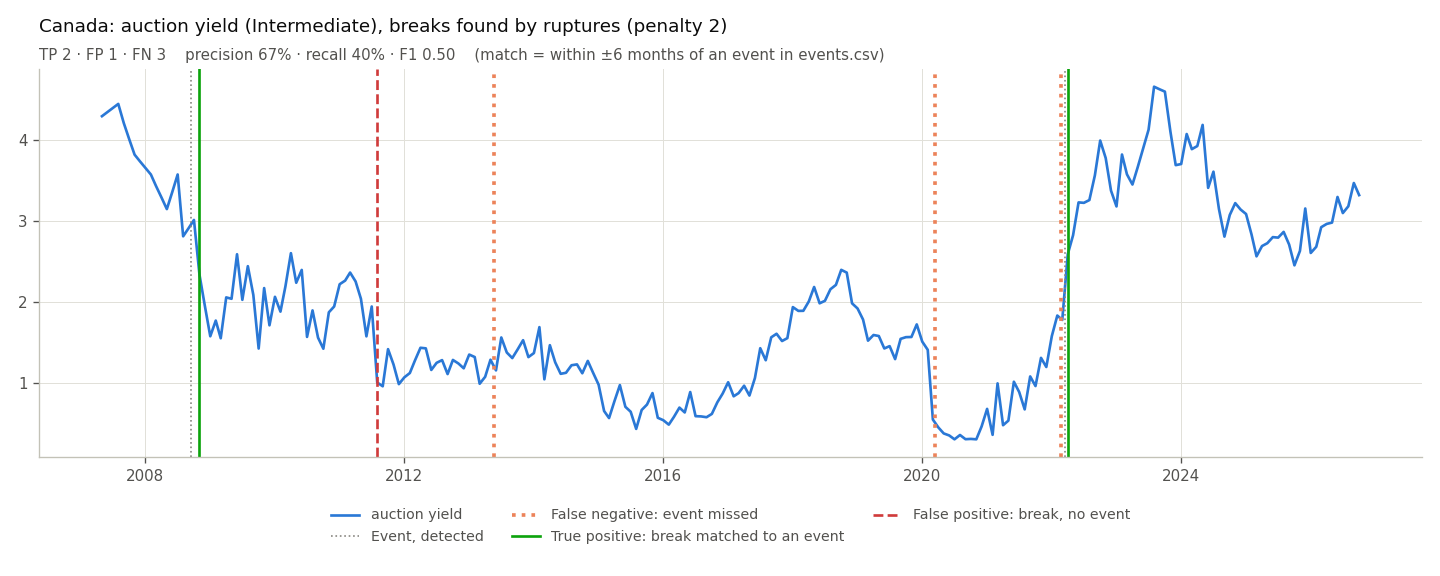 Canada: auction yield (Intermediate), breaks found by ruptures (penalty 2)
TP 2 · FP 1 · FN 3    precision 67% · recall 40% · F1 0.50    (match = within ±6 months of an event in events.csv)
4
3
2
1
2008 2012 2016 2020 2024
auction yield
Event, detected
False negative: event missed
True positive: break matched to an event
False positive: break, no event